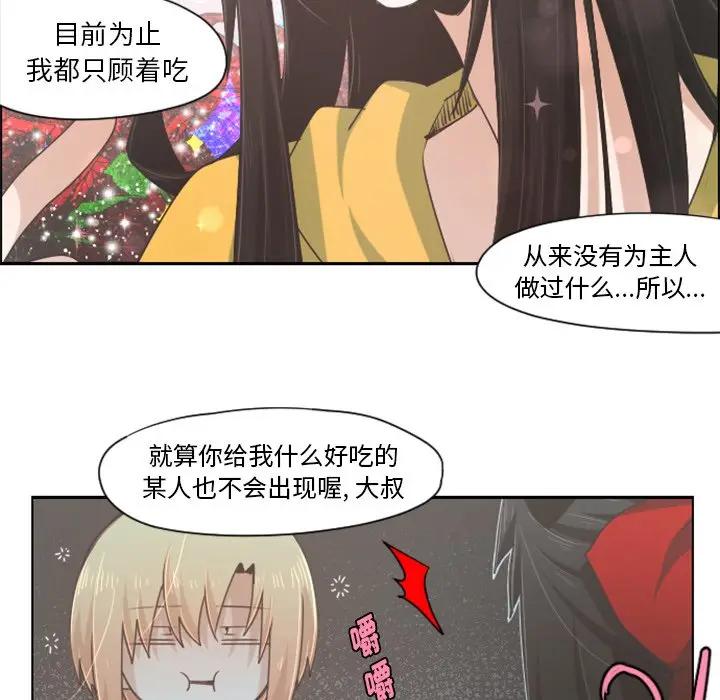 目前为止
我都只顾着吃
从来没有为主人
做过什么...所以...
就算你给我什么好吃的
某人也不会出现喔, 大叔
嚼嚼